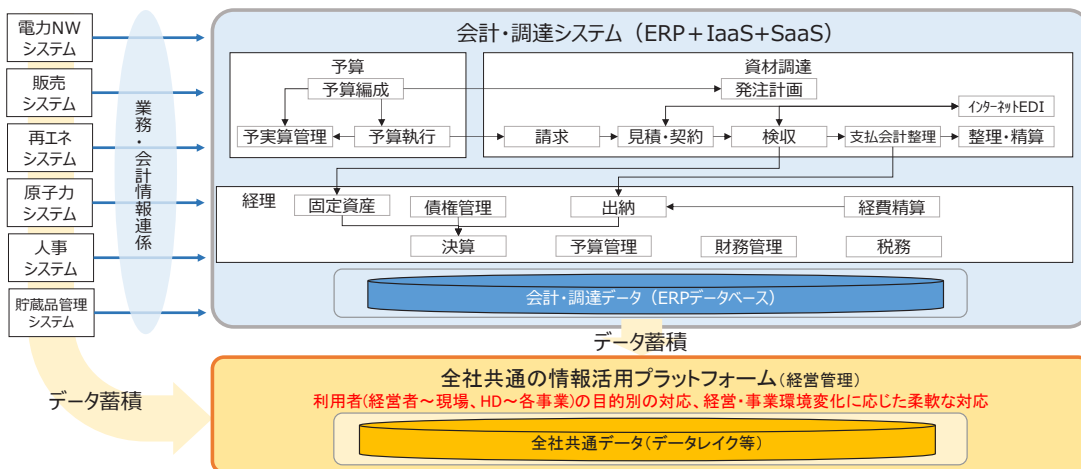 電力NW
システム
販売
システム
再エネ
システム
原子力
システム
人事
システム
貯蔵品管理
システム
業務・会計情報連係
データ蓄積
会計・調達システム（ERP＋IaaS＋SaaS）
予算
予算編成
予実算管理
予算執行
資材調達
発注計画
インターネットEDI
請求
見積・契約
検収
支払会計整理
整理・精算
経理
固定資産
債権管理
出納
経費精算
決算
予算管理
財務管理
税務
会計・調達データ（ERPデータベース）
データ蓄積
全社共通の情報活用プラットフォーム(経営管理)
利用者(経営者～現場、HD～各事業)の目的別の対応、経営・事業環境変化に応じた柔軟な対応
全社共通データ(データレイク等)